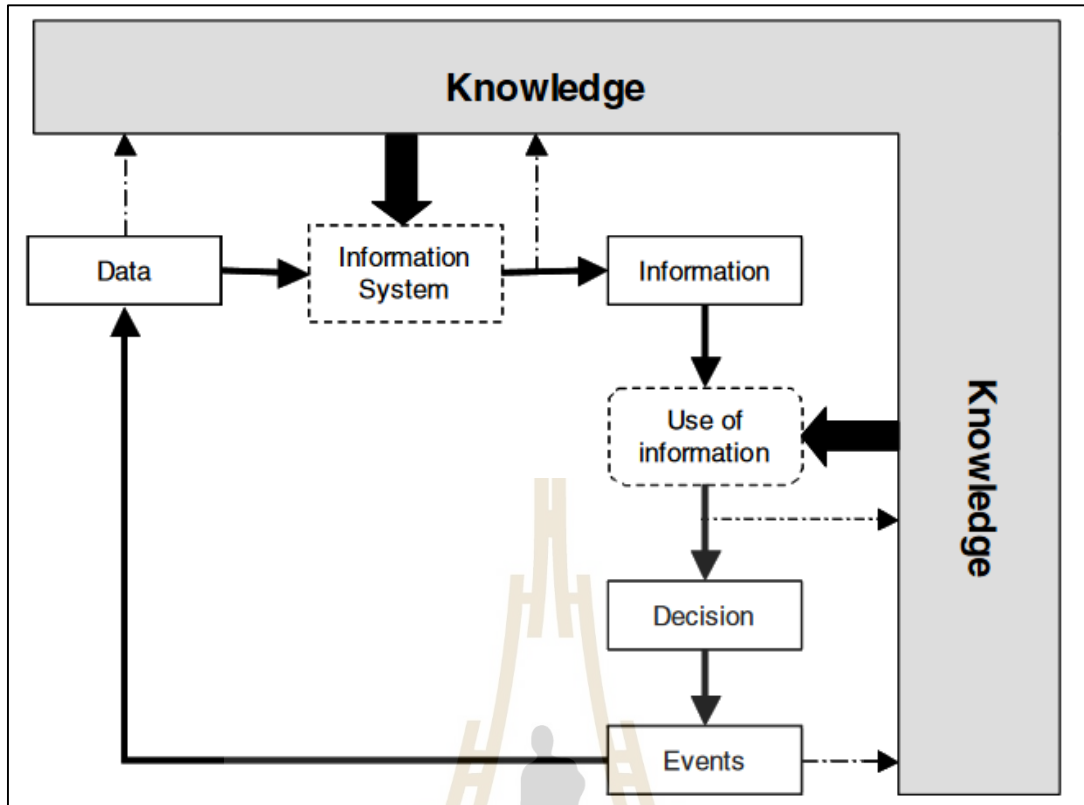 Knowledge
Data
Information
System
Information
Use of
information
Knowledge
Decision
Events